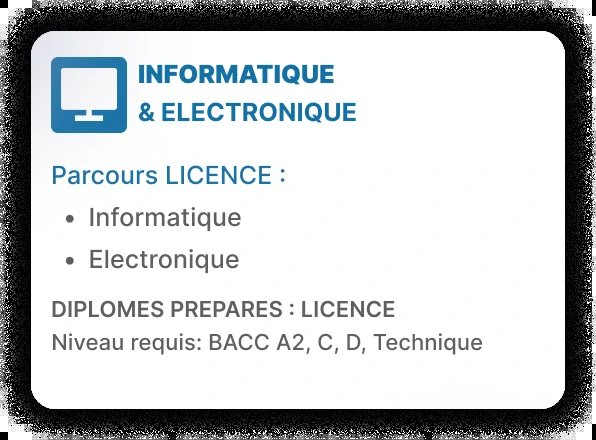 INFORMATIQUE
& ELECTRONIQUE
Parcours LICENCE :
• Informatique
• Electronique
DIPLOMES PREPARES : LICENCE
Niveau requis: BACC A2, C, D, Technique